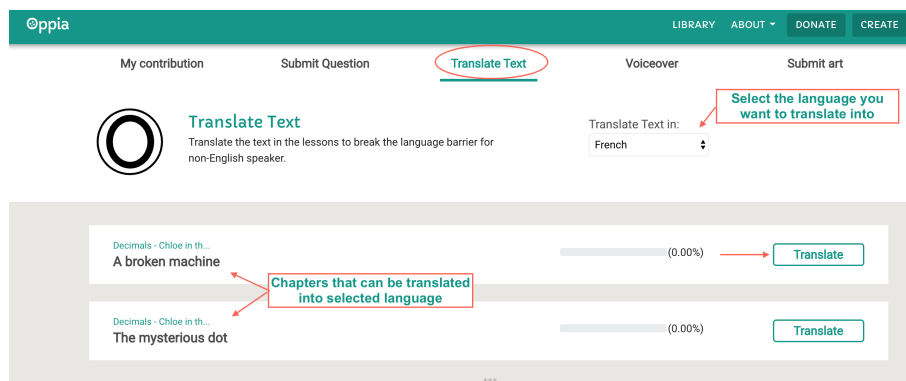 Oppia
LIBRARY ABOUT DONATE CREATE
My contribution Submit Question Translate Text Voiceover Submit art
Select the language you
want to translate into
Translate Text
Translate the text in the lessons to break the language barrier for
non-English speaker.
Translate Text in:
French
Decimals - Chloe in th...
A broken machine
(0.00%)
Translate
Chapters that can be translated
into selected language
Decimals - Chloe in th...
The mysterious dot
(0.00%)
Translate